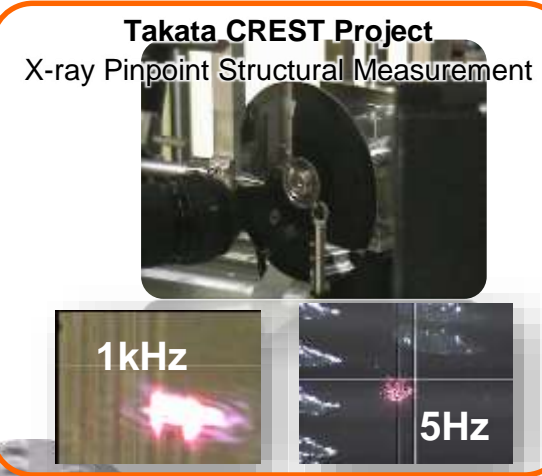 Takata CREST Project
X-ray Pinpoint Structural Measurement
1kHz
5Hz